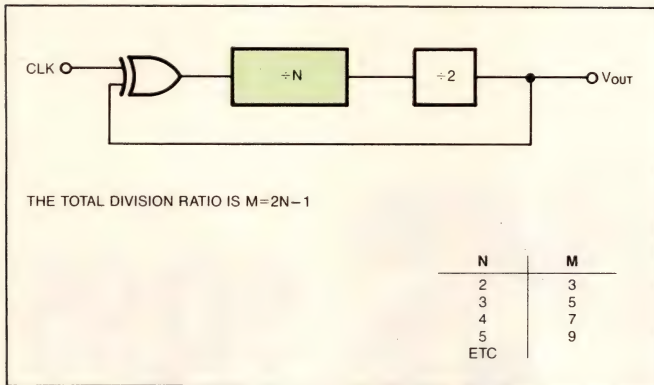 CLK
÷N
÷2
VOUT
THE TOTAL DIVISION RATIO IS M=2N−1
N M
2 3
3 5
4 7
5 9
ETC